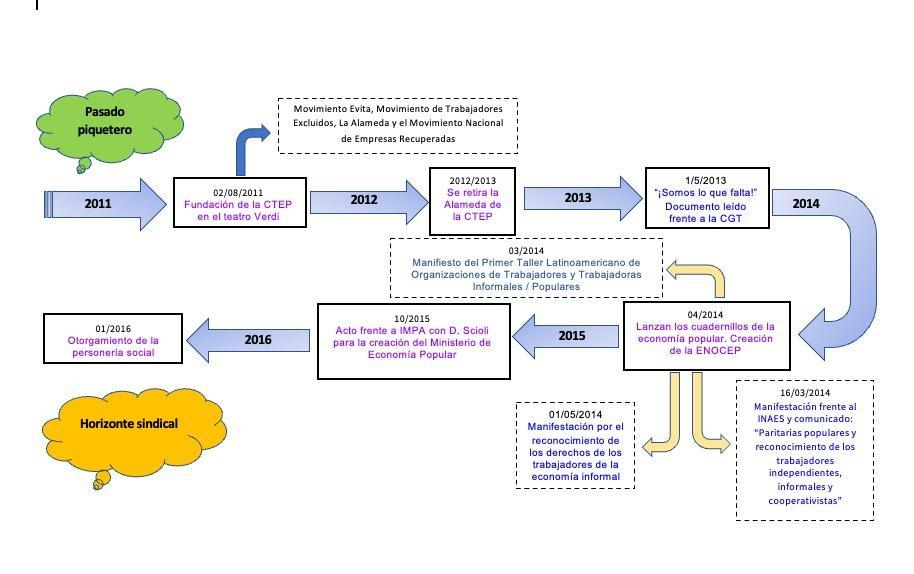 Pasado
piquetero
Movimiento Evita, Movimiento de Trabajadores
Excluidos, La Alameda y el Movimiento Nacional
de Empresas Recuperadas
2011
02/08/2011
Fundación de la CTEP
en el teatro Verdi
2012
2012/2013
Se retira la
Alameda de
la CTEP
2013
1/5/2013
“¡Somos lo que falta!”
Documento leído
frente a la CGT
2014
03/2014
Manifiesto del Primer Taller Latinoamericano de
Organizaciones de Trabajadores y Trabajadoras
Informales / Populares
04/2014
Lanzan los cuadernillos de la
economía popular. Creación
de la ENOCEP
2015
10/2015
Acto frente a IMPA con D. Scioli
para la creación del Ministerio de
Economía Popular
2016
01/2016
Otorgamiento de la
personería social
Horizonte sindical
01/05/2014
Manifestación por el
reconocimiento de
los derechos de los
trabajadores de la
economía informal
16/03/2014
Manifestación frente al
INAES y comunicado:
“Paritarias populares y
reconocimiento de los
trabajadores
independientes,
informales y
cooperativistas”